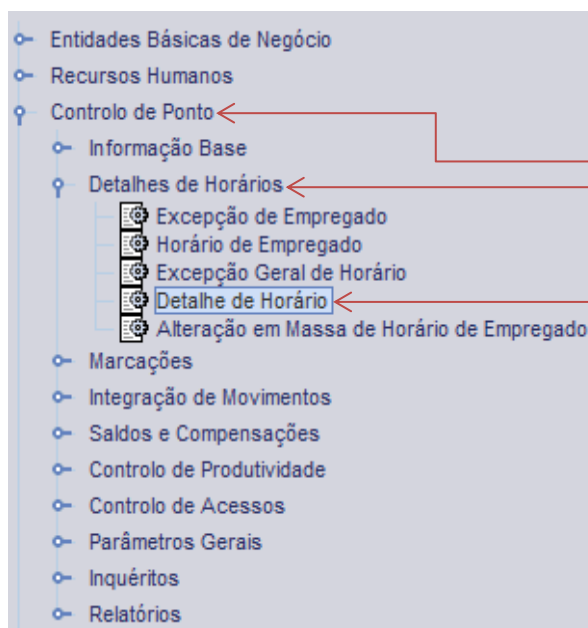 Entidades Básicas de Negócio
Recursos Humanos
Controlo de Ponto
Informação Base
Detalhes de Horários
Excepção de Empregado
Horário de Empregado
Excepção Geral de Horário
Detalhe de Horário
Alteração em Massa de Horário de Empregado
Marcações
Integração de Movimentos
Saldos e Compensações
Controlo de Produtividade
Controlo de Acessos
Parâmetros Gerais
Inquéritos
Relatórios